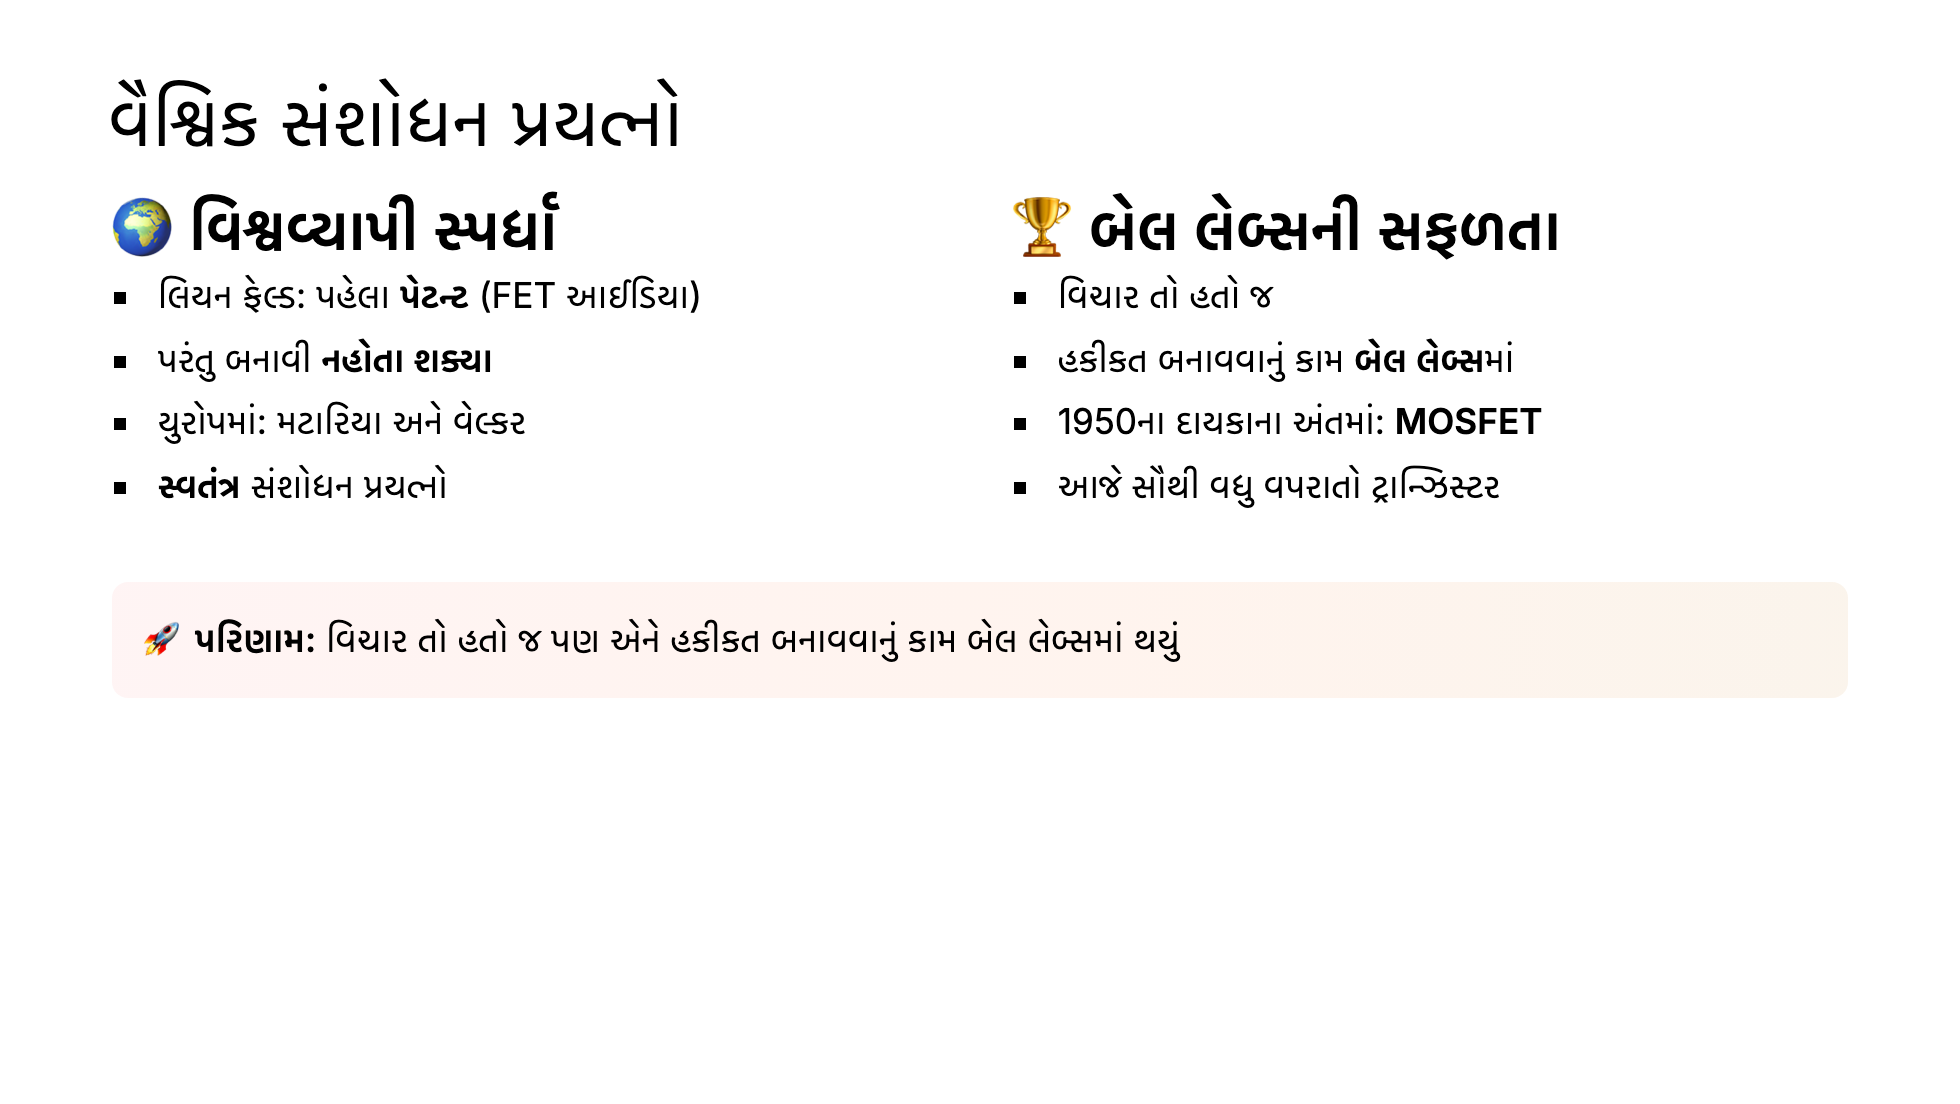 વૈશ્વિક સંશોધન પ્રયત્નો
🌍 વિશ્વવ્યાપી સ્પર્ધા
લિયન ફેલ્ડ: પહેલા પેટન્ટ (FET આઈડિયા)
પરંતુ બનાવી નહોતા શક્યા
યુરોપમાં: મટારિયા અને વેલ્કર
સ્વતંત્ર સંશોધન પ્રયત્નો
🏆 બેલ લેબ્સની સફળતા
વિચાર તો હતો જ
હકીકત બનાવવાનું કામ બેલ લેબ્સમાં
1950ના દાયકાના અંતમાં: MOSFET
આજે સૌથી વધુ વપરાતો ટ્રાન્ઝિસ્ટર
🚀 પરિણામ: વિચાર તો હતો જ પણ એને હકીકત બનાવવાનું કામ બેલ લેબ્સમાં થયું